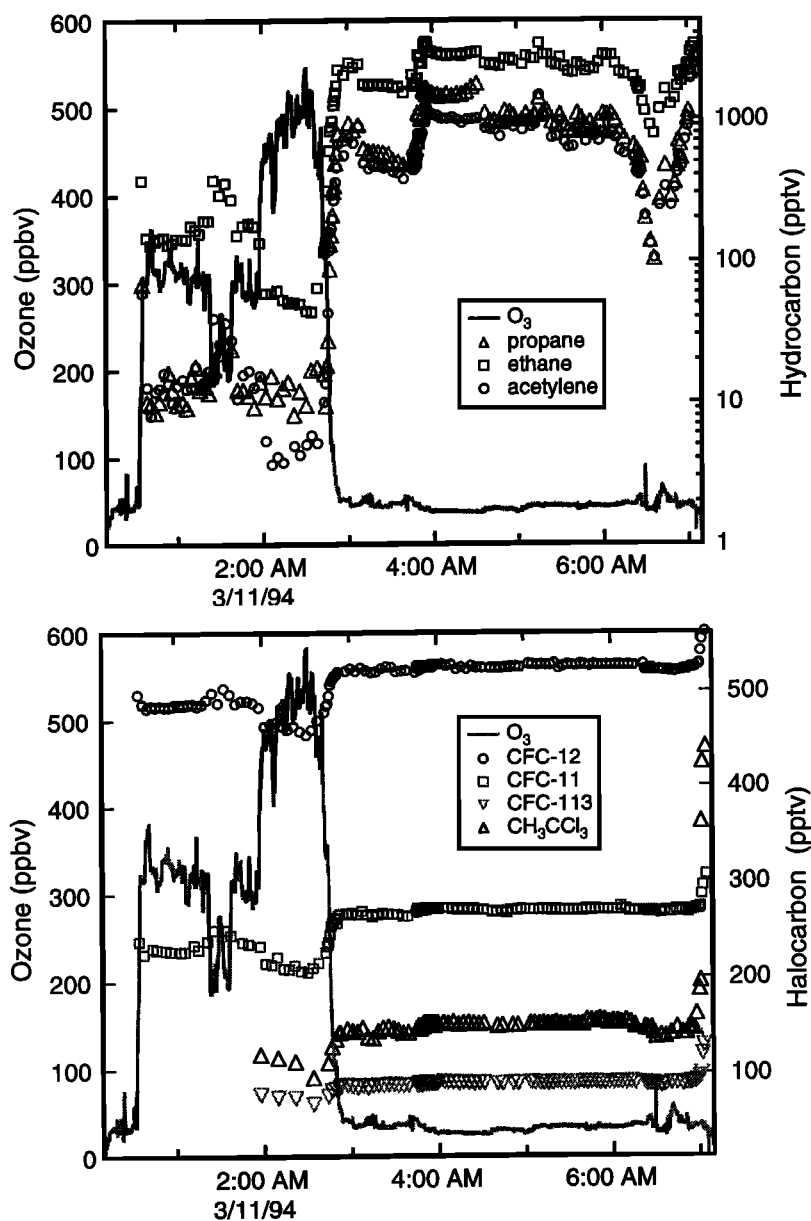 600
500
400
300
200
100
0
Ozone (ppbv)
1000
100
10
1
Hydrocarbon (pptv)
O3
propane
ethane
acetylene
2:00 AM
4:00 AM
6:00 AM
3/11/94
600
500
400
300
200
100
0
Ozone (ppbv)
500
400
300
200
100
Halocarbon (pptv)
O3
CFC-12
CFC-11
CFC-113
CH3CCl3
2:00 AM
4:00 AM
6:00 AM
3/11/94